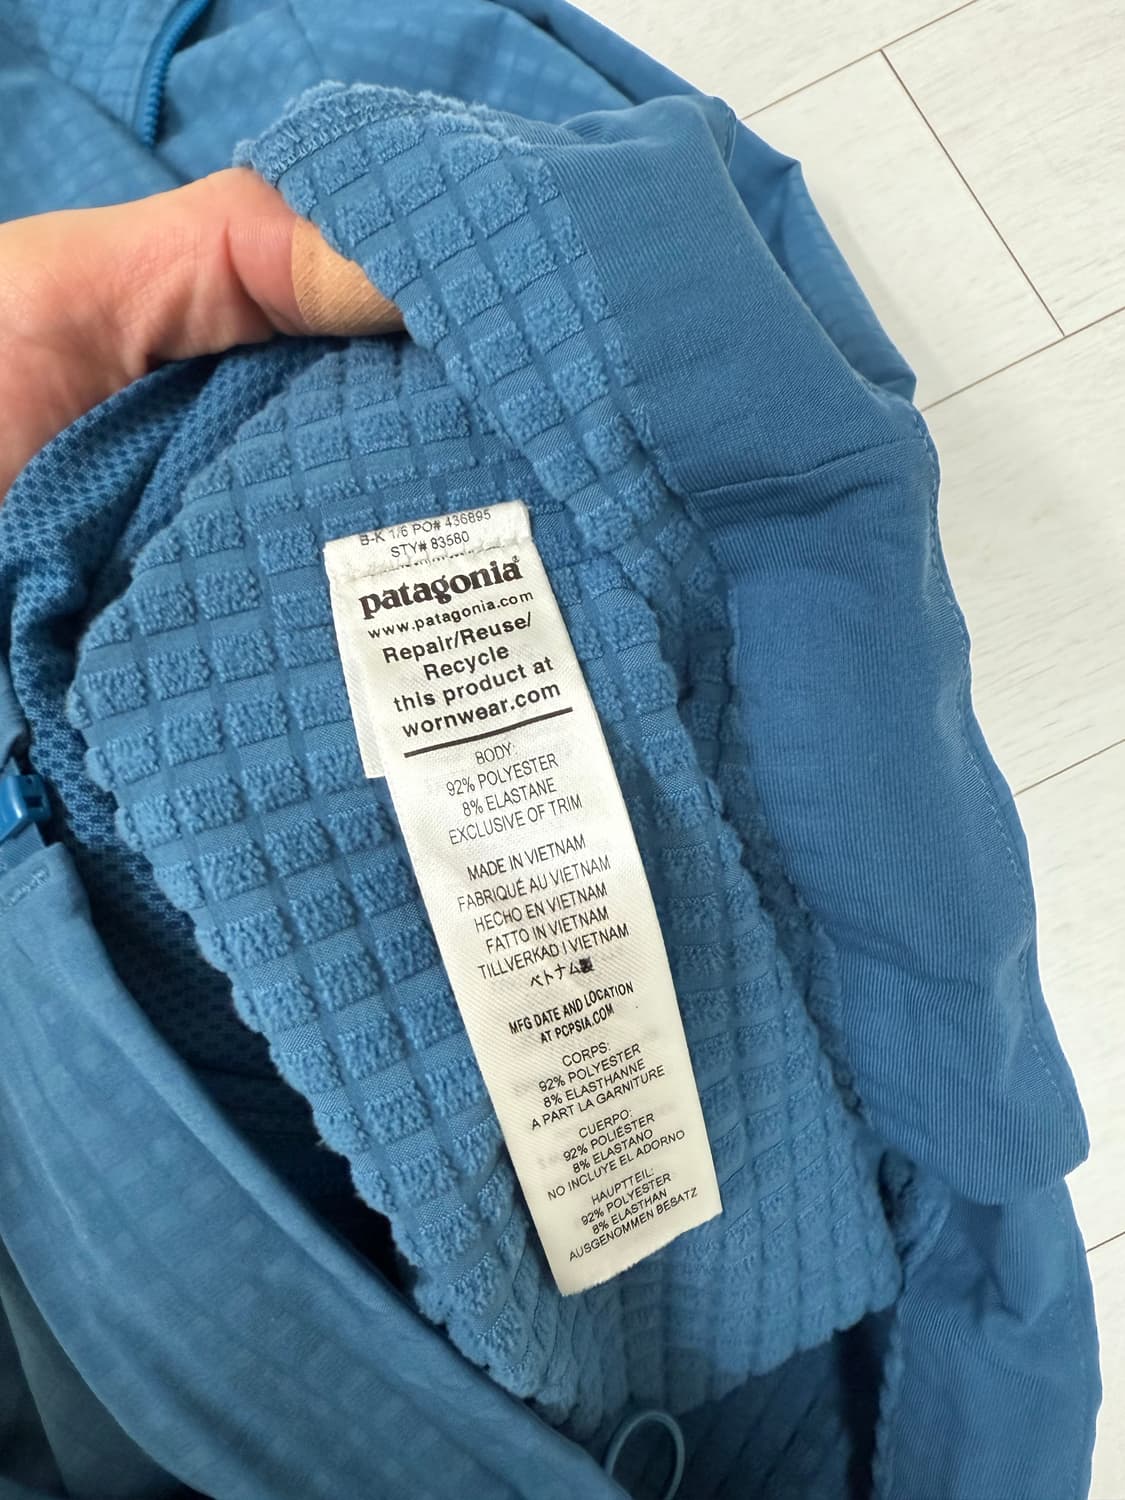 B-K 1/6 PO# 436895
STY# 83580
patagonia®
www.patagonia.com
Repair/Reuse/
Recycle
this product at
wornwear.com
BODY:
92% POLYESTER
8% ELASTANE
EXCLUSIVE OF TRIM
MADE IN VIETNAM
FABRIQUÉ AU VIETNAM
HECHO EN VIETNAM
FATTO IN VIETNAM
TILLVERKAD I VIETNAM
ベトナム製
MFG DATE AND LOCATION
AT PCPSIA.COM
CORPS:
92% POLYESTER
8% ELASTHANNE
A PART LA GARNITURE
CUERPO:
92% POLIÉSTER
8% ELASTANO
NO INCLUYE EL ADORNO
HAUPTTEIL:
92% POLYESTER
8% ELASTHAN
AUSGENOMMEN BESATZ